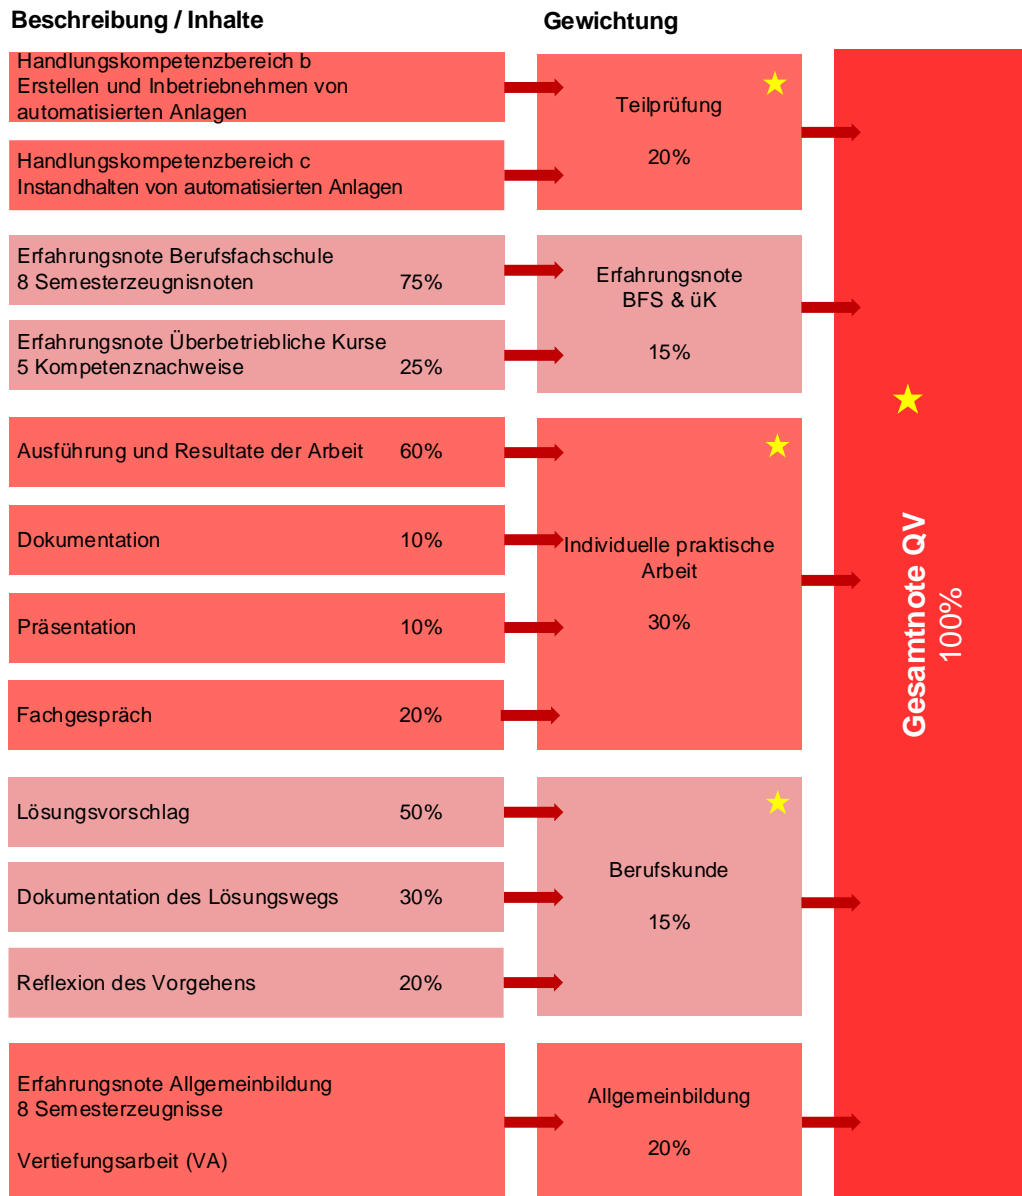 Beschreibung / Inhalte
Gewichtung
Handlungskompetenzbereich b
Erstellen und Inbetriebnehmen von
automatisierten Anlagen
Handlungskompetenzbereich c
Instandhalten von automatisierten Anlagen
Teilprüfung
20%
Erfahrungsnote Berufsfachschule
8 Semesterzeugnisnoten 75%
Erfahrungsnote Überbetriebliche Kurse
5 Kompetenznachweise 25%
Erfahrungsnote
BFS & üK
15%
Ausführung und Resultate der Arbeit 60%
Dokumentation 10%
Präsentation 10%
Fachgespräch 20%
Individuelle praktische
Arbeit
30%
Lösungsvorschlag 50%
Dokumentation des Lösungswegs 30%
Reflexion des Vorgehens 20%
Berufskunde
15%
Erfahrungsnote Allgemeinbildung
8 Semesterzeugnisse
Vertiefungsarbeit (VA)
Allgemeinbildung
20%
Gesamtnote QV
100%